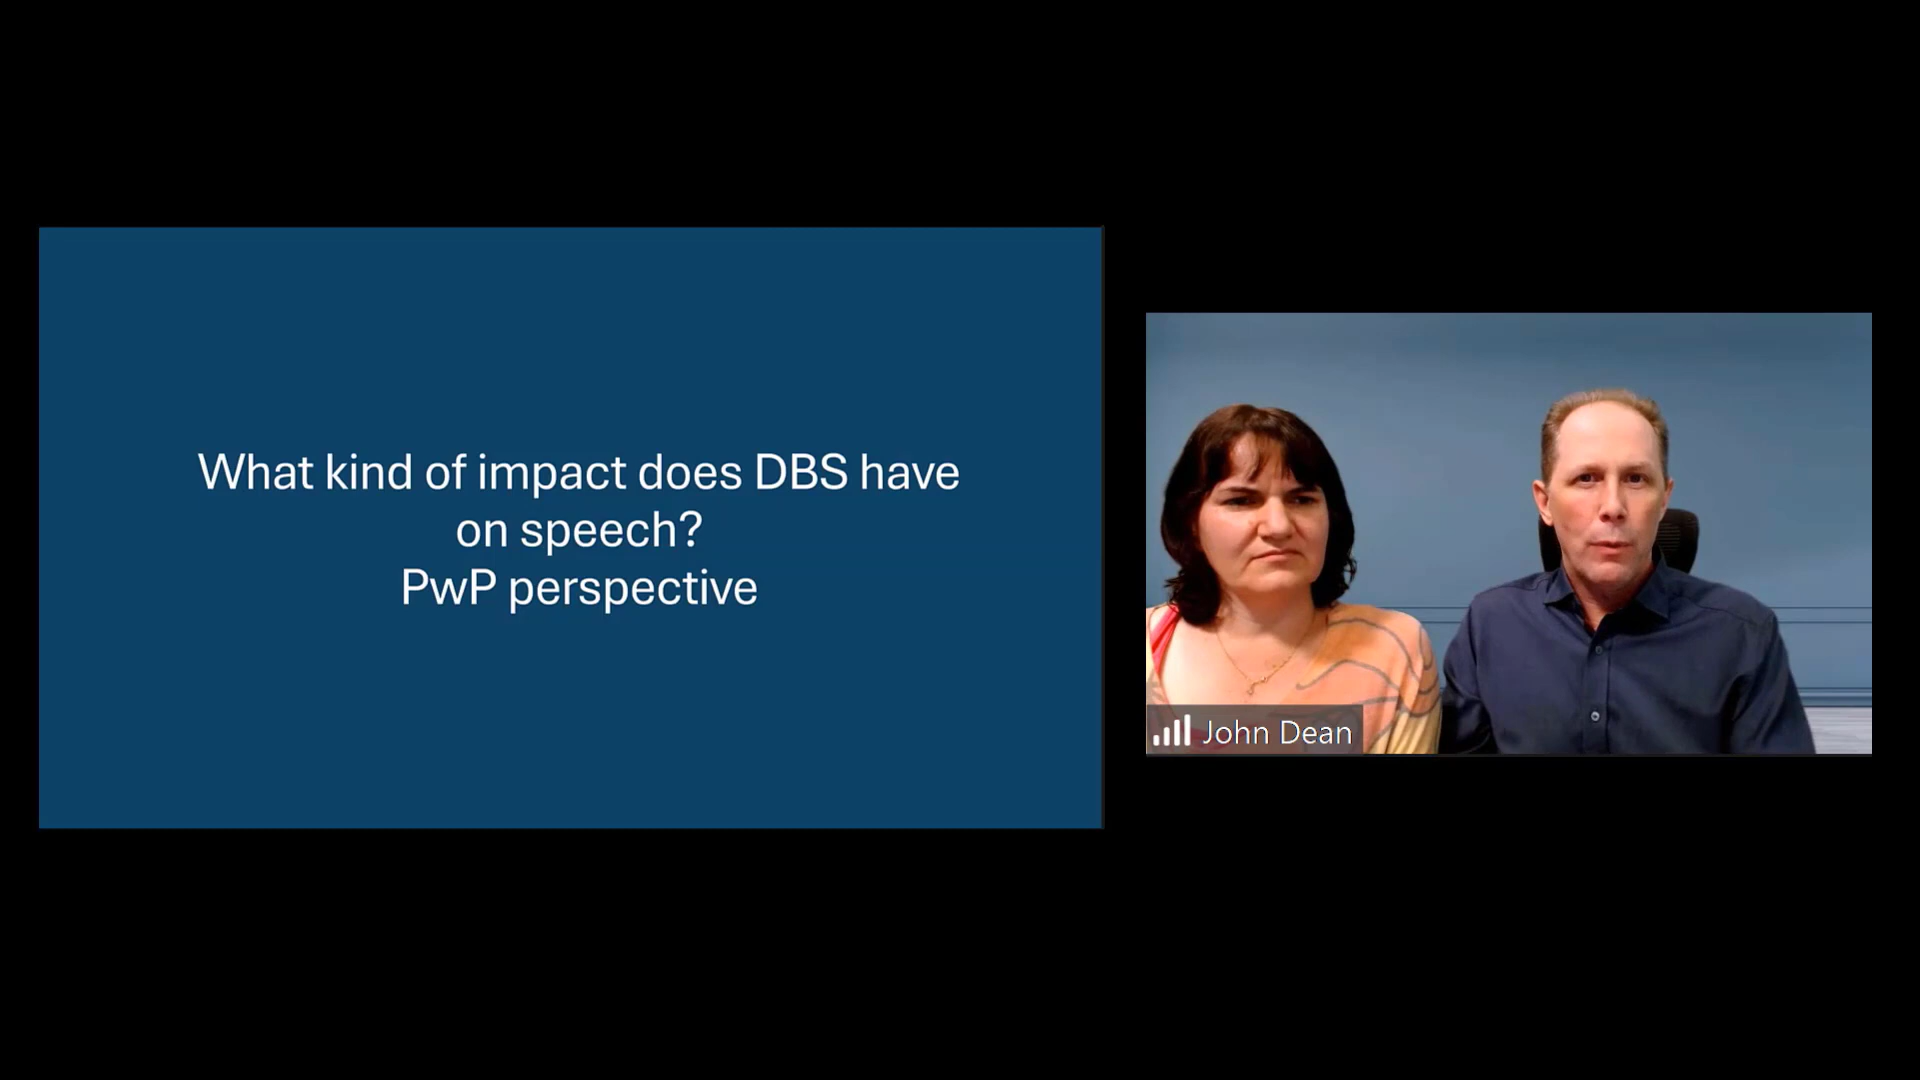 What kind of impact does DBS have
on speech?
PwP perspective
John Dean